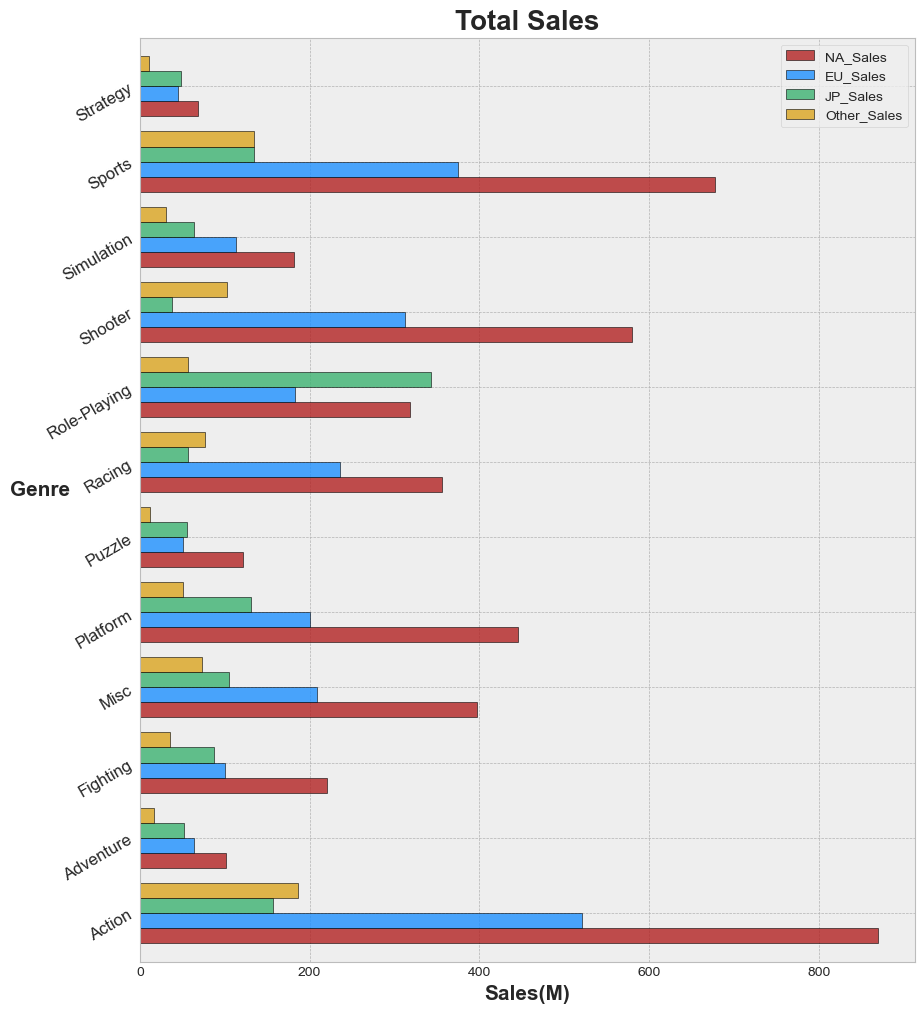 Total Sales
NA_Sales
EU_Sales
JP_Sales
Other_Sales
Genre
Strategy
Sports
Simulation
Shooter
Role-Playing
Racing
Puzzle
Platform
Misc
Fighting
Adventure
Action
0 200 400 600 800
Sales(M)